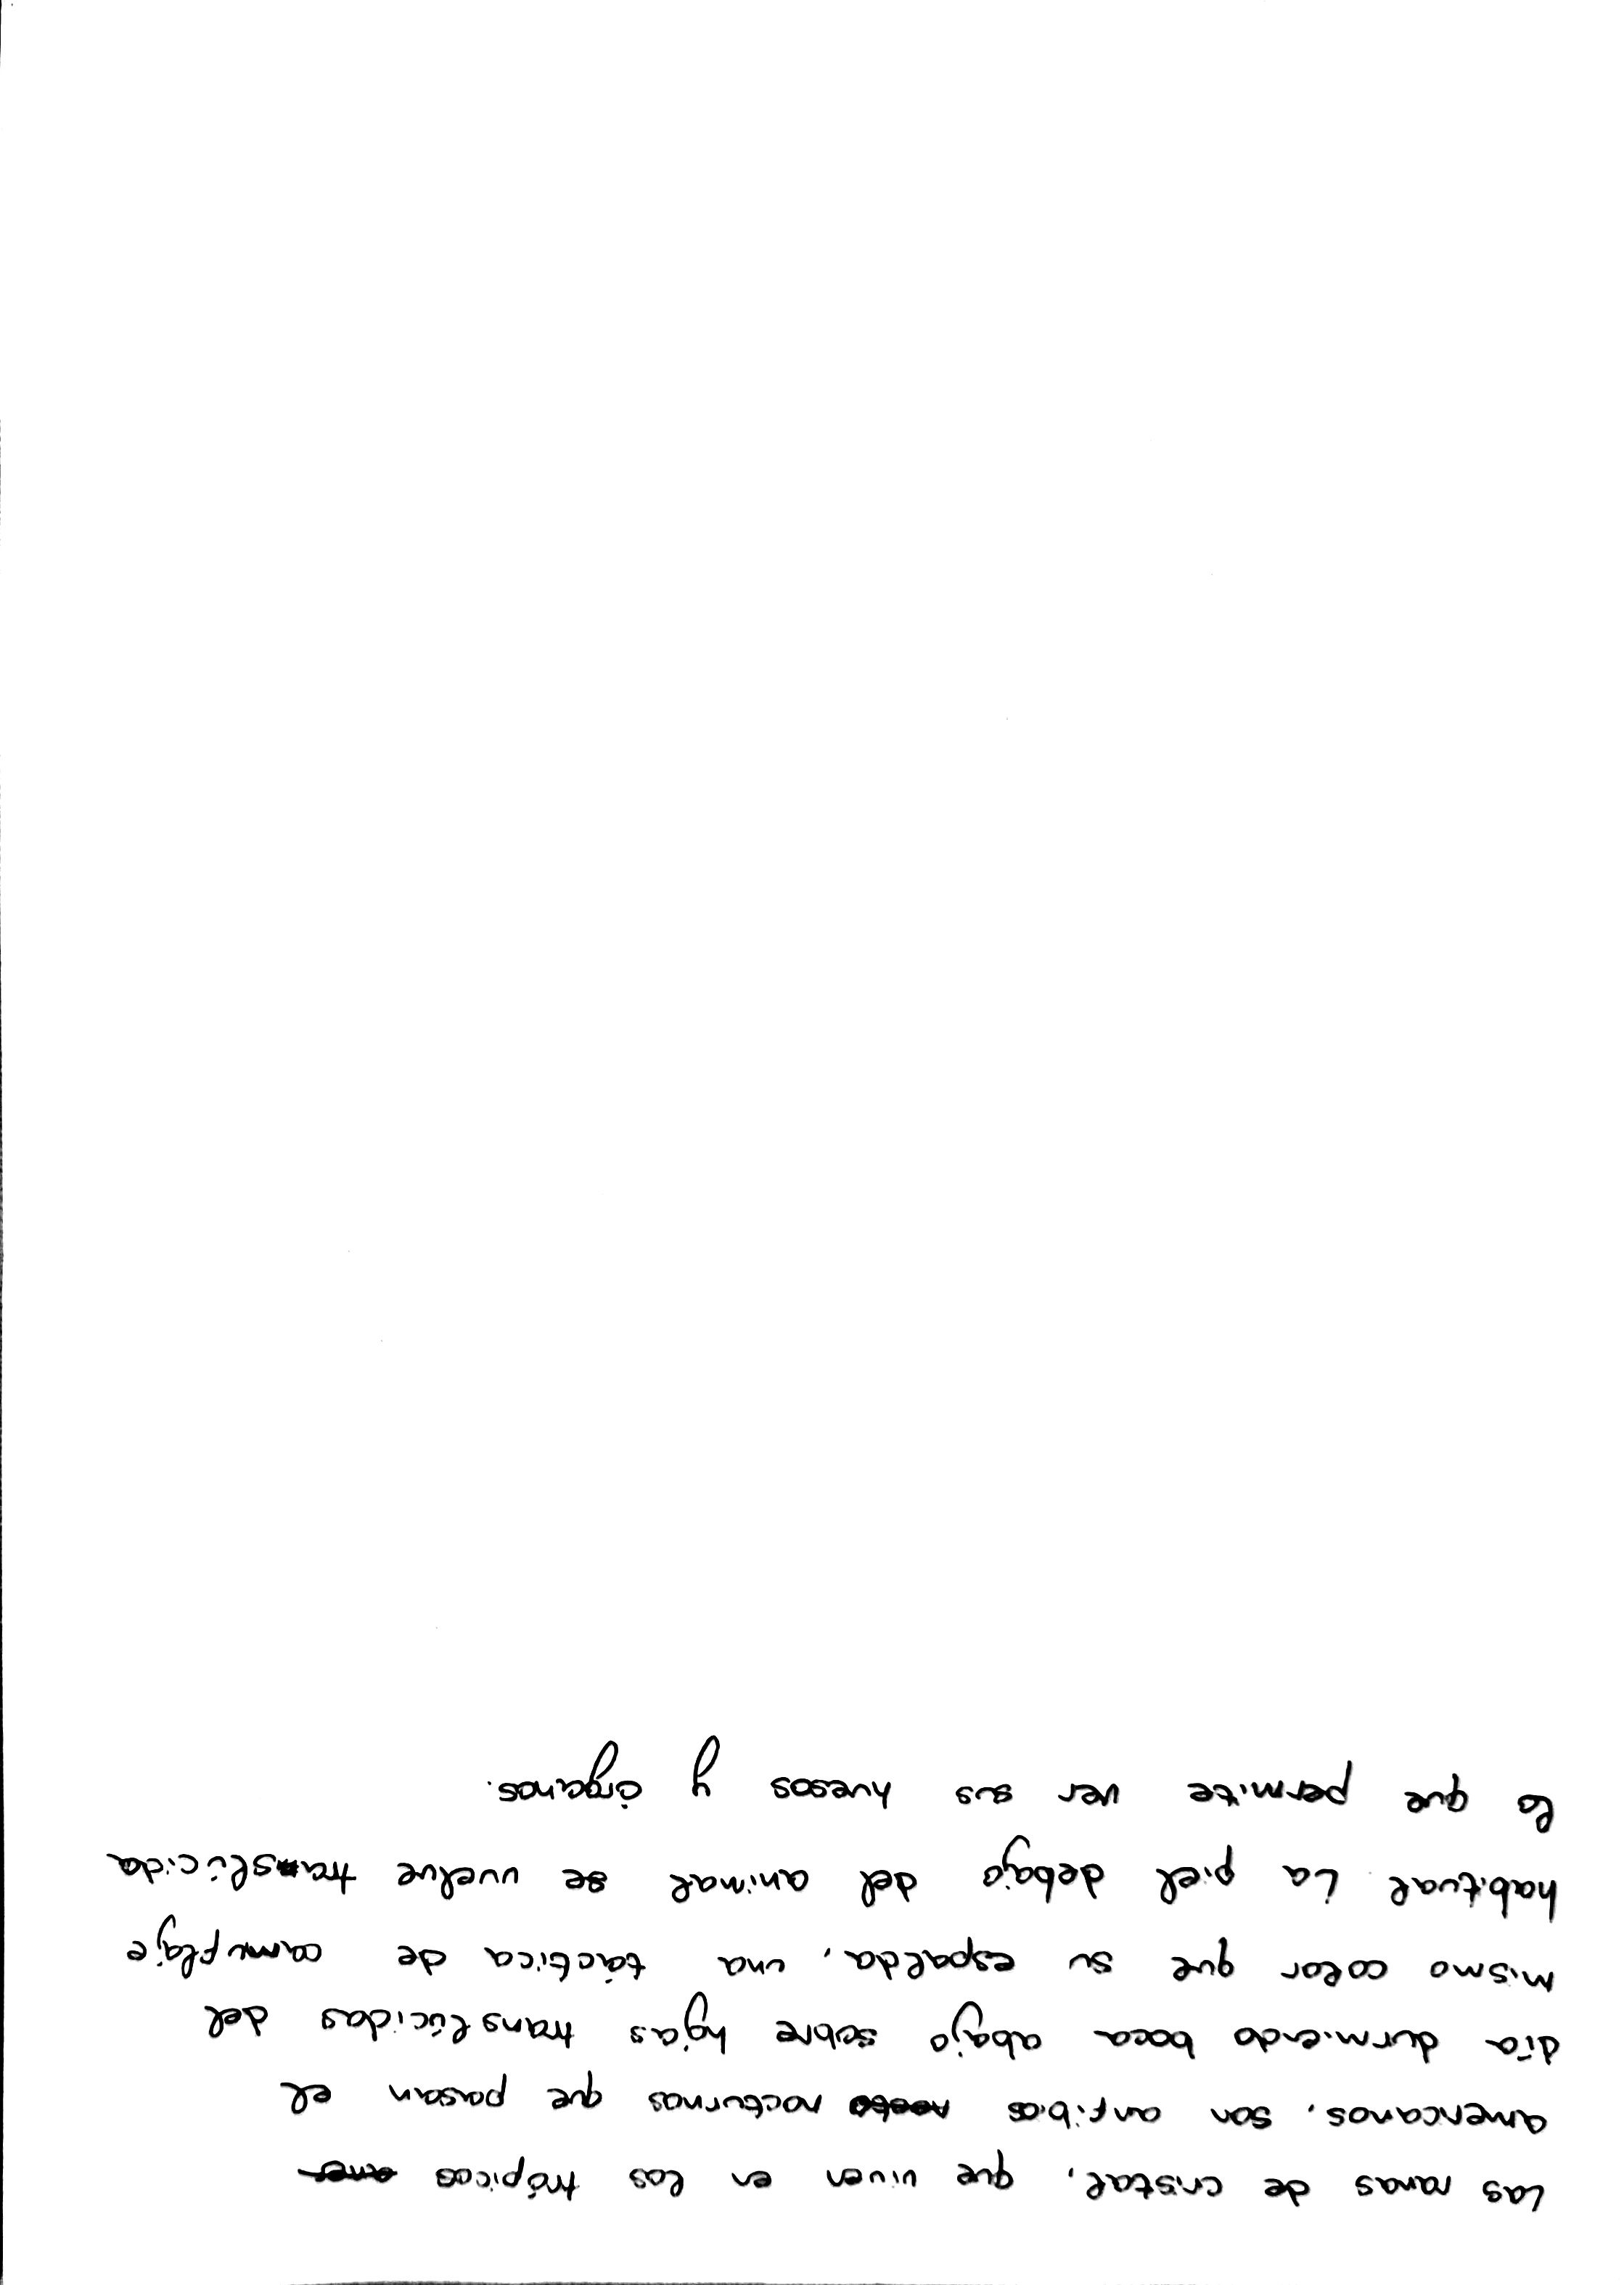 Las ranas de cristal, que viven en los trópicos
americanos, son anfibios nocturnos que pasan el
día durmiendo boca abajo sobre hojas translúcidas del
mismo color que su espalda, una táctica de camuflaje
habitual. La piel debajo del animal se vuelve translúcida
lo que permite ver sus huesos y órganos.